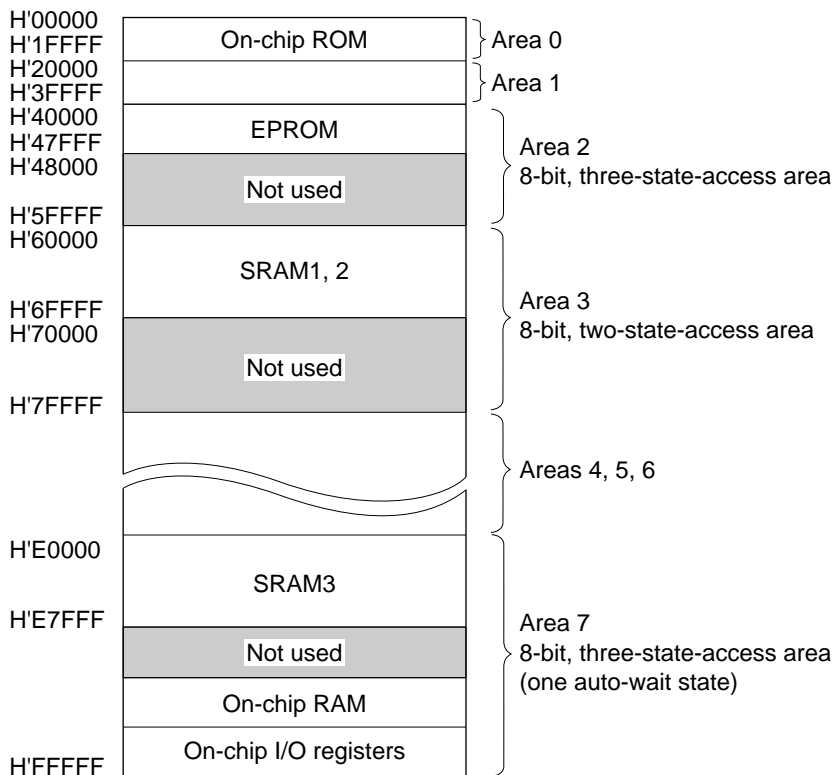 H'00000
On-chip ROM
Area 0
H'1FFFF
H'20000
Area 1
H'3FFFF
H'40000
EPROM
H'47FFF
Area 2
8-bit, three-state-access area
H'48000
Not used
H'5FFFF
H'60000
SRAM1, 2
H'6FFFF
Area 3
8-bit, two-state-access area
H'70000
Not used
H'7FFFF
Areas 4, 5, 6
H'E0000
SRAM3
H'E7FFF
Area 7
8-bit, three-state-access area
(one auto-wait state)
Not used
On-chip RAM
On-chip I/O registers
H'FFFFF